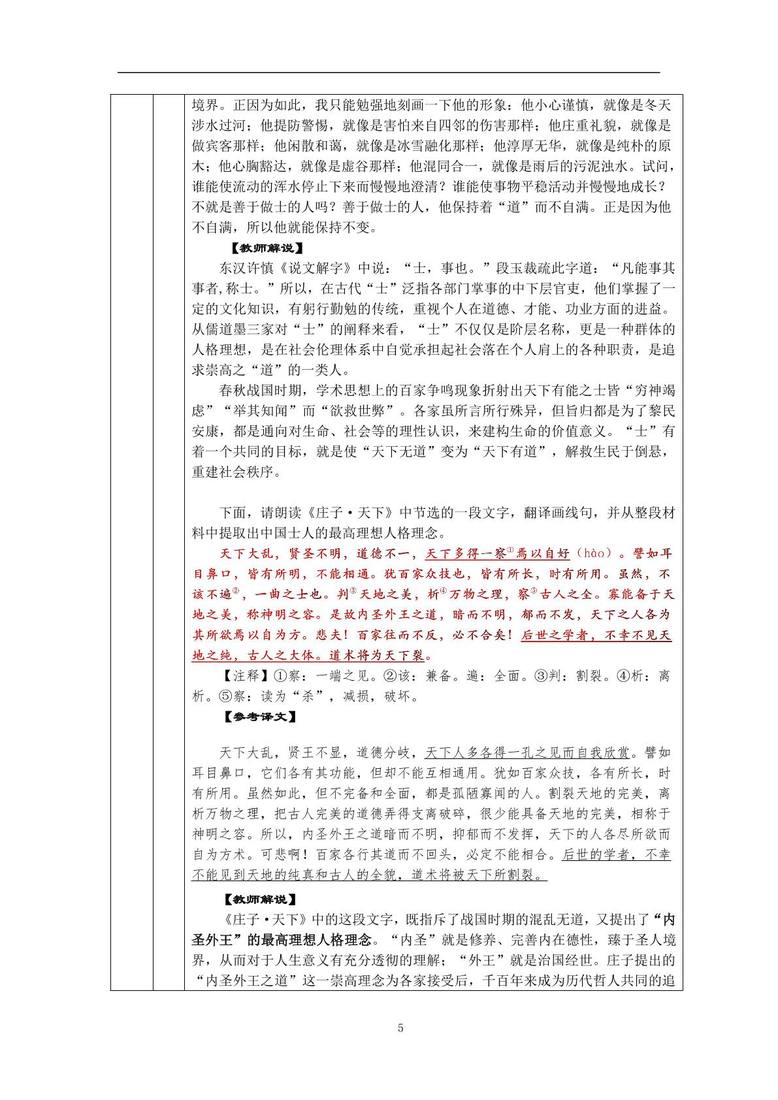 境界。正因为如此，我只能勉强地刻画一下他的形象：他小心谨慎，就像是冬天
涉水过河；他提防警惕，就像是害怕来自四邻的伤害那样；他庄重礼貌，就像是
做宾客那样；他闲散和蔼，就像是冰雪融化那样；他淳厚无华，就像是纯朴的原
木；他心胸豁达，就像是虚谷那样；他混同合一，就像是雨后的污泥浊水。试问，
谁能使流动的浑水停止下来而慢慢地澄清？谁能使事物平稳活动并慢慢地成长？
不就是善于做士的人吗？善于做士的人，他保持着“道”而不自满。正是因为他
不自满，所以他就能保持不变。
【教师解说】
东汉许慎《说文解字》中说：“士，事也。”段玉裁疏此字道：“凡能事其
事者,称士。”所以，在古代“士”泛指各部门掌事的中下层官吏，他们掌握了一
定的文化知识，有躬行勤勉的传统，重视个人在道德、才能、功业方面的进益。
从儒道墨三家对“士”的阐释来看，“士”不仅仅是阶层名称，更是一种群体的
人格理想，是在社会伦理体系中自觉承担起社会落在个人肩上的各种职责，是追
求崇高之“道”的一类人。
春秋战国时期，学术思想上的百家争鸣现象折射出天下有能之士皆“穷神竭
虑”“举其知闻”而“欲救世弊”。各家虽所言所行殊异，但旨归都是为了黎民
安康，都是通向对生命、社会等的理性认识，来建构生命的价值意义。“士”有
着一个共同的目标，就是使“天下无道”变为“天下有道”，解救生民于倒悬，
重建社会秩序。
下面，请朗读《庄子·天下》中节选的一段文字，翻译画线句，并从整段材
料中提取出中国士人的最高理想人格理念。
天下大乱，贤圣不明，道德不一，天下多得一察①焉以自好（hào）。譬如耳
目鼻口，皆有所明，不能相通。犹百家众技也，皆有所长，时有所用。虽然，不
该不遍②，一曲之士也。判③天地之美，析④万物之理，察⑤古人之全。寡能备于天
地之美，称神明之容。是故内圣外王之道，暗而不明，郁而不发，天下之人各为
其所欲焉以自为方。悲夫！百家往而不反，必不合矣！后世之学者，不幸不见天
地之纯，古人之大体。道术将为天下裂。
【注释】①察：一端之见。②该：兼备。遍：全面。③判：割裂。④析：离
析。⑤察：读为“杀”，减损，破坏。
【参考译文】
天下大乱，贤王不显，道德分岐，天下人多各得一孔之见而自我欣赏。譬如
耳目鼻口，它们各有其功能，但却不能互相通用。犹如百家众技，各有所长，时
有所用。虽然如此，但不完备和全面，都是孤陋寡闻的人。割裂天地的完美，离
析万物之理，把古人完美的道德弄得支离破碎，很少能具备天地的完美，相称于
神明之容。所以，内圣外王之道暗而不明，抑郁而不发挥，天下的人各尽所欲而
自为方术。可悲啊！百家各行其道而不回头，必定不能相合。后世的学者，不幸
不能见到天地的纯真和古人的全貌，道术将被天下所割裂。
【教师解说】
《庄子·天下》中的这段文字，既指斥了战国时期的混乱无道，又提出了“内
圣外王”的最高理想人格理念。“内圣”就是修养、完善内在德性，臻于圣人境
界，从而对于人生意义有充分透彻的理解；“外王”就是治国经世。庄子提出的
“内圣外王之道”这一崇高理念为各家接受后，千百年来成为历代哲人共同的追
5